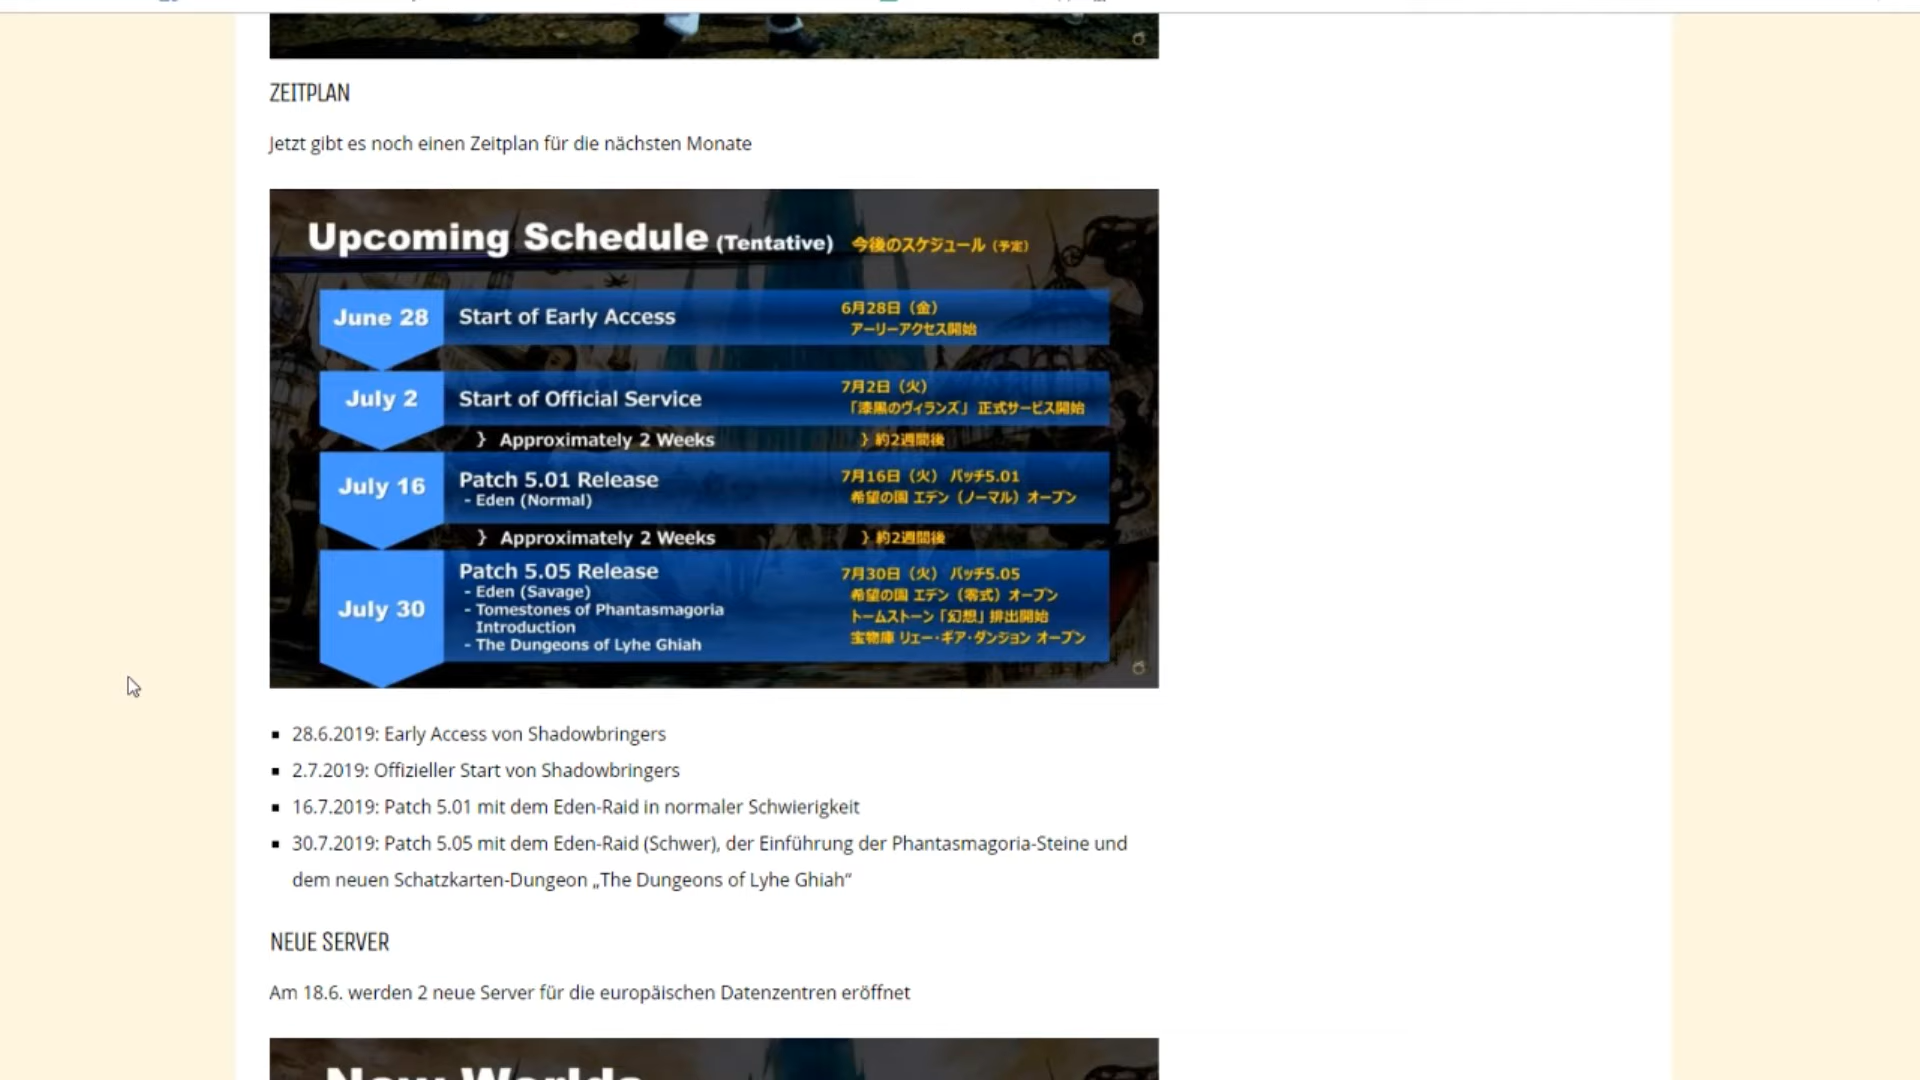 ZEITPLAN
Jetzt gibt es noch einen Zeitplan für die nächsten Monate
Upcoming Schedule (Tentative) 今後のスケジュール（予定）
June 28
Start of Early Access
6月28日（金）
アーリーアクセス開始
July 2
Start of Official Service
7月2日（火）
「漆黒のヴィランズ」 正式サービス開始
} Approximately 2 Weeks
} 約2週間後
July 16
Patch 5.01 Release
- Eden (Normal)
7月16日（火） パッチ5.01
希望の園 エデン（ノーマル）オープン
} Approximately 2 Weeks
} 約2週間後
July 30
Patch 5.05 Release
- Eden (Savage)
- Tomestones of Phantasmagoria
Introduction
- The Dungeons of Lyhe Ghiah
7月30日（火） パッチ5.05
希望の園 エデン（零式）オープン
トームストーン「幻想」排出開始
宝物庫 リェー・ギア・ダンジョン オープン
▪ 28.6.2019: Early Access von Shadowbringers
▪ 2.7.2019: Offizieller Start von Shadowbringers
▪ 16.7.2019: Patch 5.01 mit dem Eden-Raid in normaler Schwierigkeit
▪ 30.7.2019: Patch 5.05 mit dem Eden-Raid (Schwer), der Einführung der Phantasmagoria-Steine und
dem neuen Schatzkarten-Dungeon „The Dungeons of Lyhe Ghiah“
NEUE SERVER
Am 18.6. werden 2 neue Server für die europäischen Datenzentren eröffnet
New Worlds